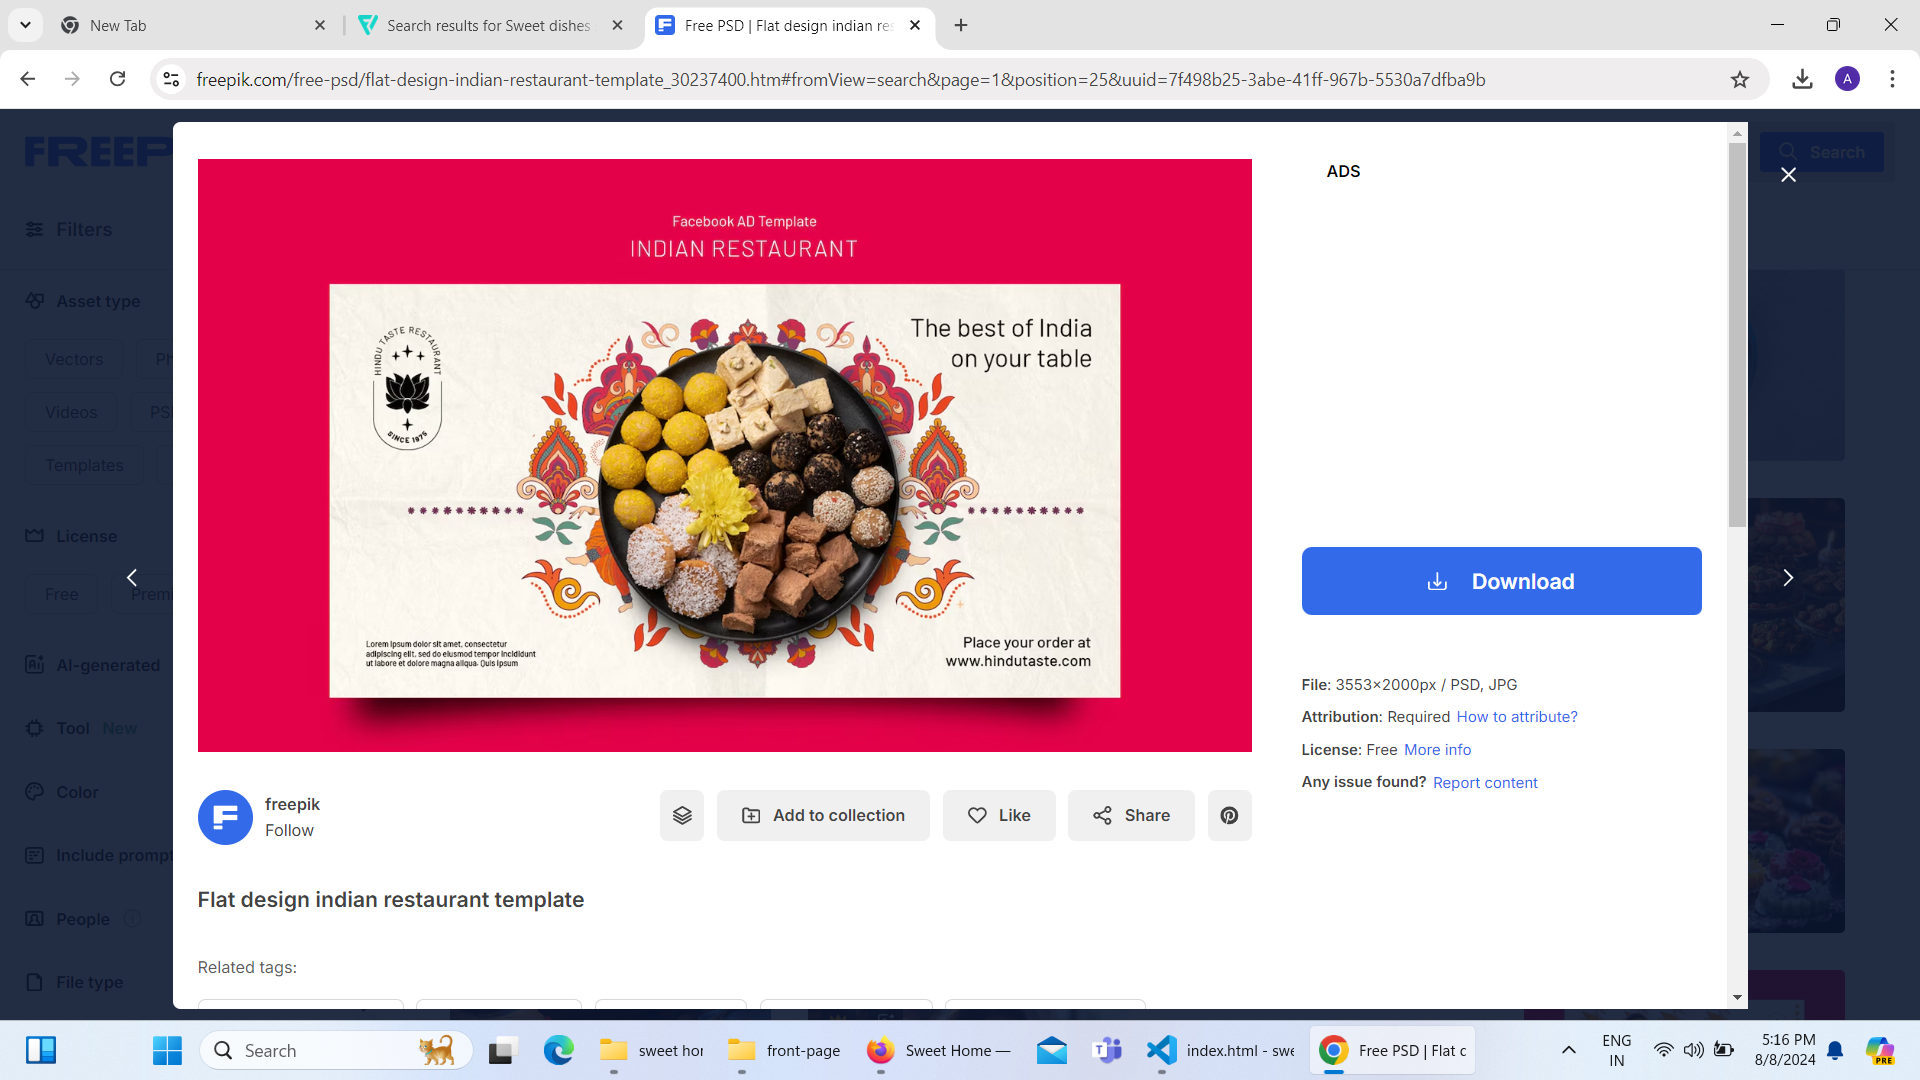 New Tab
Search results for Sweet dishes
Free PSD | Flat design indian res
freepik.com/free-psd/flat-design-indian-restaurant-template_30237400.htm#fromView=search&page=1&position=25&uuid=7f498b25-3abe-41ff-967b-5530a7dfba9b
A
FREEP
Search
Filters
Asset type
Vectors
Ph
Videos
PS
Templates
License
Free
Premi
AI-generated
Tool New
Color
Include prompt
People
File type
Facebook AD Template
INDIAN RESTAURANT
HINDU TASTE RESTAURANT
SINCE 1975
The best of India
on your table
Lorem ipsum dolor sit amet, consectetur
adipiscing elit, sed do eiusmod tempor incididunt
ut labore et dolore magna aliqua. Quis ipsum
Place your order at
www.hindutaste.com
ADS
Download
File: 3553×2000px / PSD, JPG
Attribution: Required How to attribute?
License: Free More info
Any issue found? Report content
freepik
Follow
Add to collection
Like
Share
Flat design indian restaurant template
Related tags:
Search
sweet hor
front-page
Sweet Home —
index.html - swe
Free PSD | Flat c
ENG
IN
5:16 PM
8/8/2024
PRE